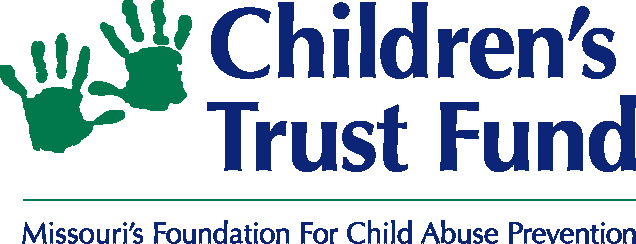 Children's
Trust Fund
Missouri's Foundation For Child Abuse Prevention